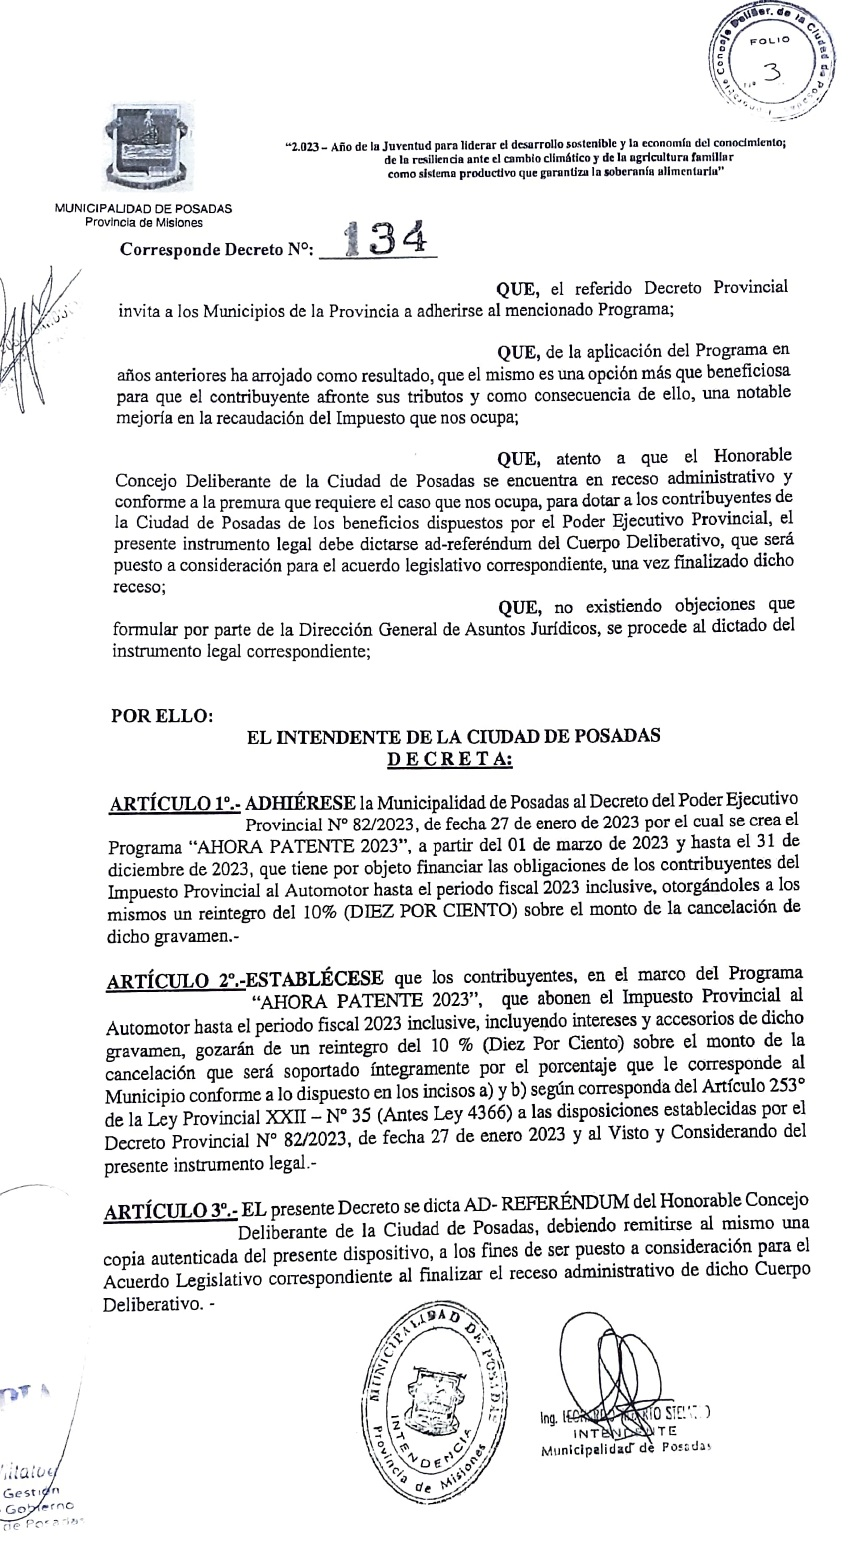 Concejo Deliber. de la Ciudad de Posadas
FOLIO
Nº 3
"2.023 – Año de la Juventud para liderar el desarrollo sostenible y la economía del conocimiento;
de la resiliencia ante el cambio climático y de la agricultura familiar
como sistema productivo que garantiza la soberanía alimentaria"
MUNICIPALIDAD DE POSADAS
Provincia de Misiones
Corresponde Decreto Nº: 134
QUE, el referido Decreto Provincial
invita a los Municipios de la Provincia a adherirse al mencionado Programa;
QUE, de la aplicación del Programa en
años anteriores ha arrojado como resultado, que el mismo es una opción más que beneficiosa
para que el contribuyente afronte sus tributos y como consecuencia de ello, una notable
mejoría en la recaudación del Impuesto que nos ocupa;
QUE, atento a que el Honorable
Concejo Deliberante de la Ciudad de Posadas se encuentra en receso administrativo y
conforme a la premura que requiere el caso que nos ocupa, para dotar a los contribuyentes de
la Ciudad de Posadas de los beneficios dispuestos por el Poder Ejecutivo Provincial, el
presente instrumento legal debe dictarse ad-referéndum del Cuerpo Deliberativo, que será
puesto a consideración para el acuerdo legislativo correspondiente, una vez finalizado dicho
receso;
QUE, no existiendo objeciones que
formular por parte de la Dirección General de Asuntos Jurídicos, se procede al dictado del
instrumento legal correspondiente;
POR ELLO:
EL INTENDENTE DE LA CIUDAD DE POSADAS
D E C R E T A:
ARTÍCULO 1º.- ADHIÉRESE la Municipalidad de Posadas al Decreto del Poder Ejecutivo
Provincial Nº 82/2023, de fecha 27 de enero de 2023 por el cual se crea el
Programa "AHORA PATENTE 2023", a partir del 01 de marzo de 2023 y hasta el 31 de
diciembre de 2023, que tiene por objeto financiar las obligaciones de los contribuyentes del
Impuesto Provincial al Automotor hasta el periodo fiscal 2023 inclusive, otorgándoles a los
mismos un reintegro del 10% (DIEZ POR CIENTO) sobre el monto de la cancelación de
dicho gravamen.-
ARTÍCULO 2º.-ESTABLÉCESE que los contribuyentes, en el marco del Programa
"AHORA PATENTE 2023", que abonen el Impuesto Provincial al
Automotor hasta el periodo fiscal 2023 inclusive, incluyendo intereses y accesorios de dicho
gravamen, gozarán de un reintegro del 10 % (Diez Por Ciento) sobre el monto de la
cancelación que será soportado íntegramente por el porcentaje que le corresponde al
Municipio conforme a lo dispuesto en los incisos a) y b) según corresponda del Artículo 253º
de la Ley Provincial XXII – Nº 35 (Antes Ley 4366) a las disposiciones establecidas por el
Decreto Provincial Nº 82/2023, de fecha 27 de enero 2023 y al Visto y Considerando del
presente instrumento legal.-
ARTÍCULO 3º.- EL presente Decreto se dicta AD- REFERÉNDUM del Honorable Concejo
Deliberante de la Ciudad de Posadas, debiendo remitirse al mismo una
copia autenticada del presente dispositivo, a los fines de ser puesto a consideración para el
Acuerdo Legislativo correspondiente al finalizar el receso administrativo de dicho Cuerpo
Deliberativo. -
MUNICIPALIDAD DE POSADAS
INTENDENCIA
Provincia de Misiones
Ing.
INTENDENTE
Municipalidad de Posadas
Gestión
Gobierno
de Posadas